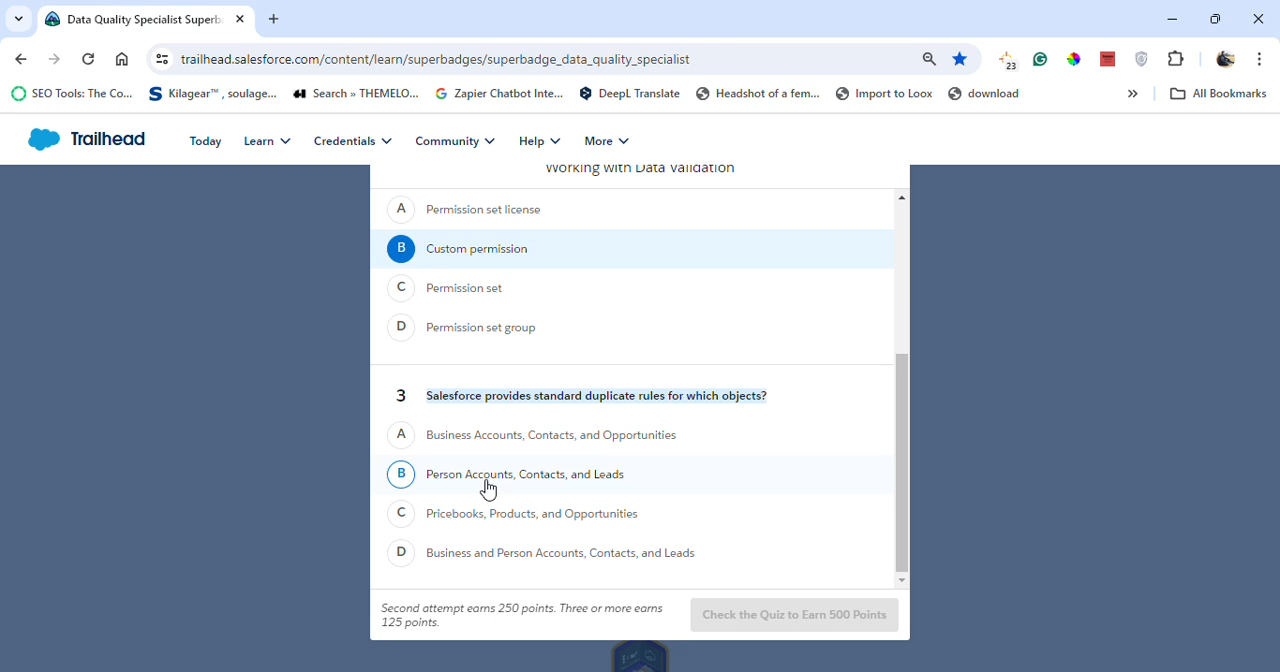 Data Quality Specialist Superb
trailhead.salesforce.com/content/learn/superbadges/superbadge_data_quality_specialist
23
SEO Tools: The Co...
Kilagear™ , soulage...
Search » THEMELO...
Zapier Chatbot Inte...
DeepL Translate
Headshot of a fem...
Import to Loox
download
All Bookmarks
Trailhead
Today
Learn
Credentials
Community
Help
More
Working with Data Validation
A Permission set license
B Custom permission
C Permission set
D Permission set group
3 Salesforce provides standard duplicate rules for which objects?
A Business Accounts, Contacts, and Opportunities
B Person Accounts, Contacts, and Leads
C Pricebooks, Products, and Opportunities
D Business and Person Accounts, Contacts, and Leads
Second attempt earns 250 points. Three or more earns
125 points.
Check the Quiz to Earn 500 Points